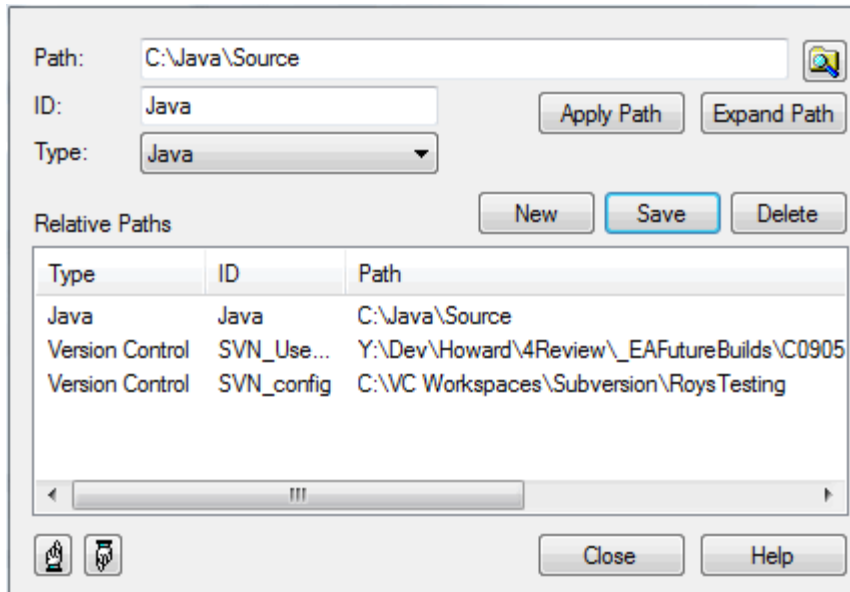 Path: C:\Java\Source
ID: Java
Apply Path Expand Path
Type: Java
New Save Delete
Relative Paths
Type ID Path
Java Java C:\Java\Source
Version Control SVN_Use... Y:\Dev\Howard\4Review\_EAFutureBuilds\C0905
Version Control SVN_config C:\VC Workspaces\Subversion\RoysTesting
Close Help